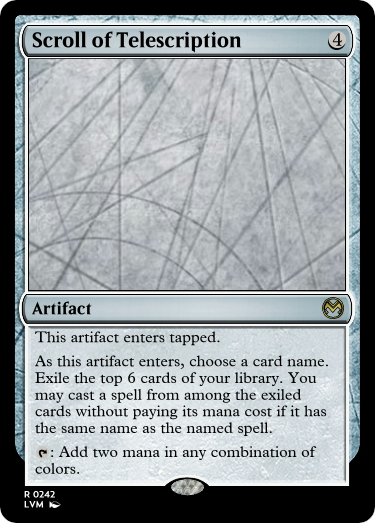 Scroll of Telescription 4
Artifact
This artifact enters tapped.
As this artifact enters, choose a card name.
Exile the top 6 cards of your library. You
may cast a spell from among the exiled
cards without paying its mana cost if it has
the same name as the named spell.
: Add two mana in any combination of
colors.
R 0242
LVM